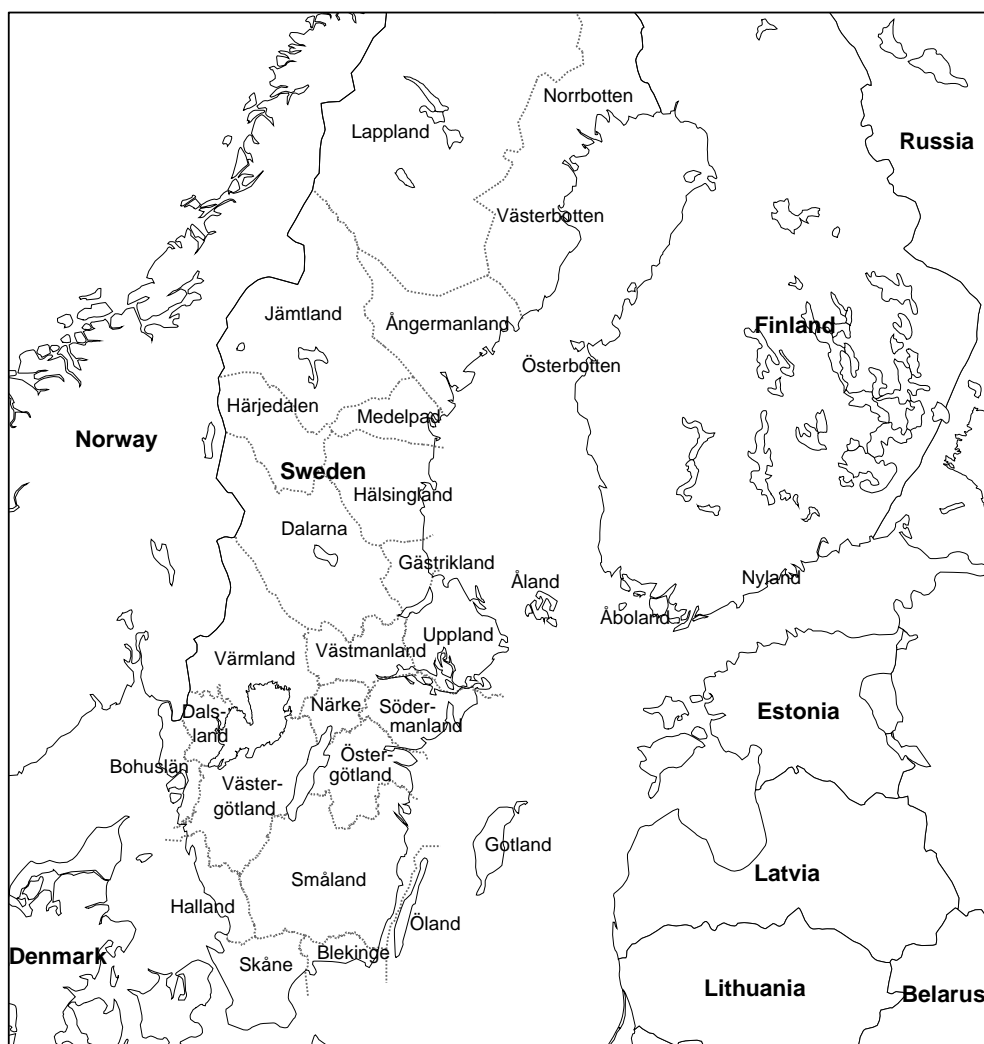 Norrbotten
Lappland
Russia
Västerbotten
Jämtland
Ångermanland
Finland
Österbotten
Härjedalen
Medelpad
Norway
Sweden
Hälsingland
Dalarna
Gästrikland
Åland
Nyland
Åboland
Uppland
Västmanland
Värmland
Närke
Söder-
manland
Dals-
land
Estonia
Bohuslän
Öster-
götland
Väster-
götland
Gotland
Småland
Latvia
Halland
Öland
Denmark
Skåne
Blekinge
Lithuania
Belarus